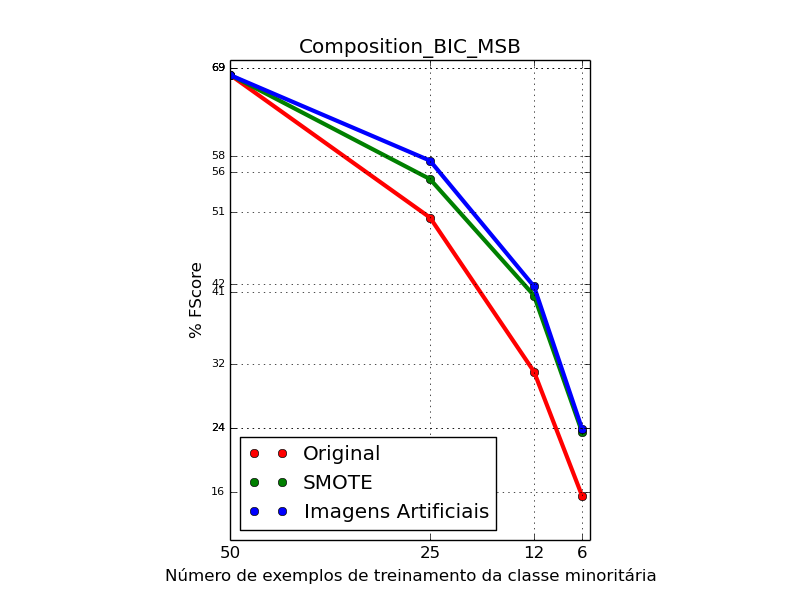 Composition_BIC_MSB
69
58
56
51
42
41
32
24
16
% FScore
Original
SMOTE
Imagens Artificiais
50 25 12 6
Número de exemplos de treinamento da classe minoritária